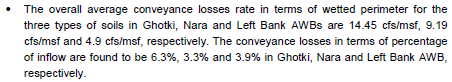 • The overall average conveyance losses rate in terms of wetted perimeter for the
three types of soils in Ghotki, Nara and Left Bank AWBs are 14.45 cfs/msf, 9.19
cfs/msf and 4.9 cfs/msf, respectively. The conveyance losses in terms of percentage
of inflow are found to be 6.3%, 3.3% and 3.9% in Ghotki, Nara and Left Bank AWB,
respectively.